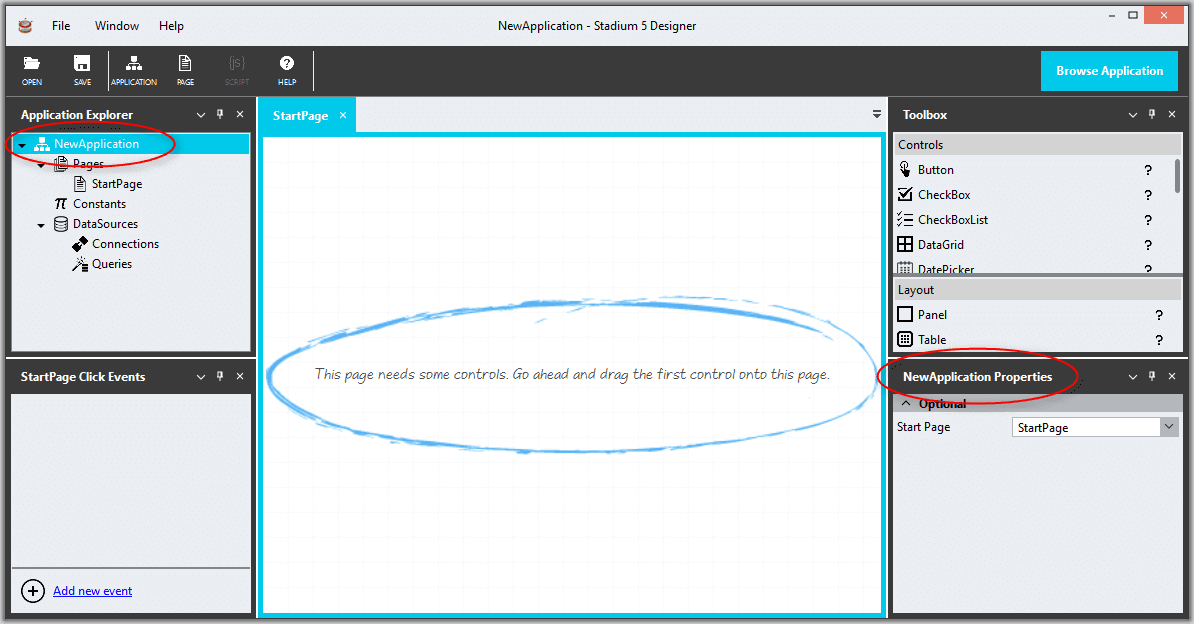 File Window Help NewApplication - Stadium 5 Designer
OPEN SAVE APPLICATION PAGE {js} SCRIPT ? HELP Browse Application
Application Explorer
NewApplication
Pages
StartPage
Constants
DataSources
Connections
Queries
StartPage Click Events
Add new event
StartPage
This page needs some controls. Go ahead and drag the first control onto this page.
Toolbox
Controls
Button ?
CheckBox ?
CheckBoxList ?
DataGrid ?
DatePicker ?
Layout
Panel ?
Table ?
NewApplication Properties
Optional
Start Page StartPage